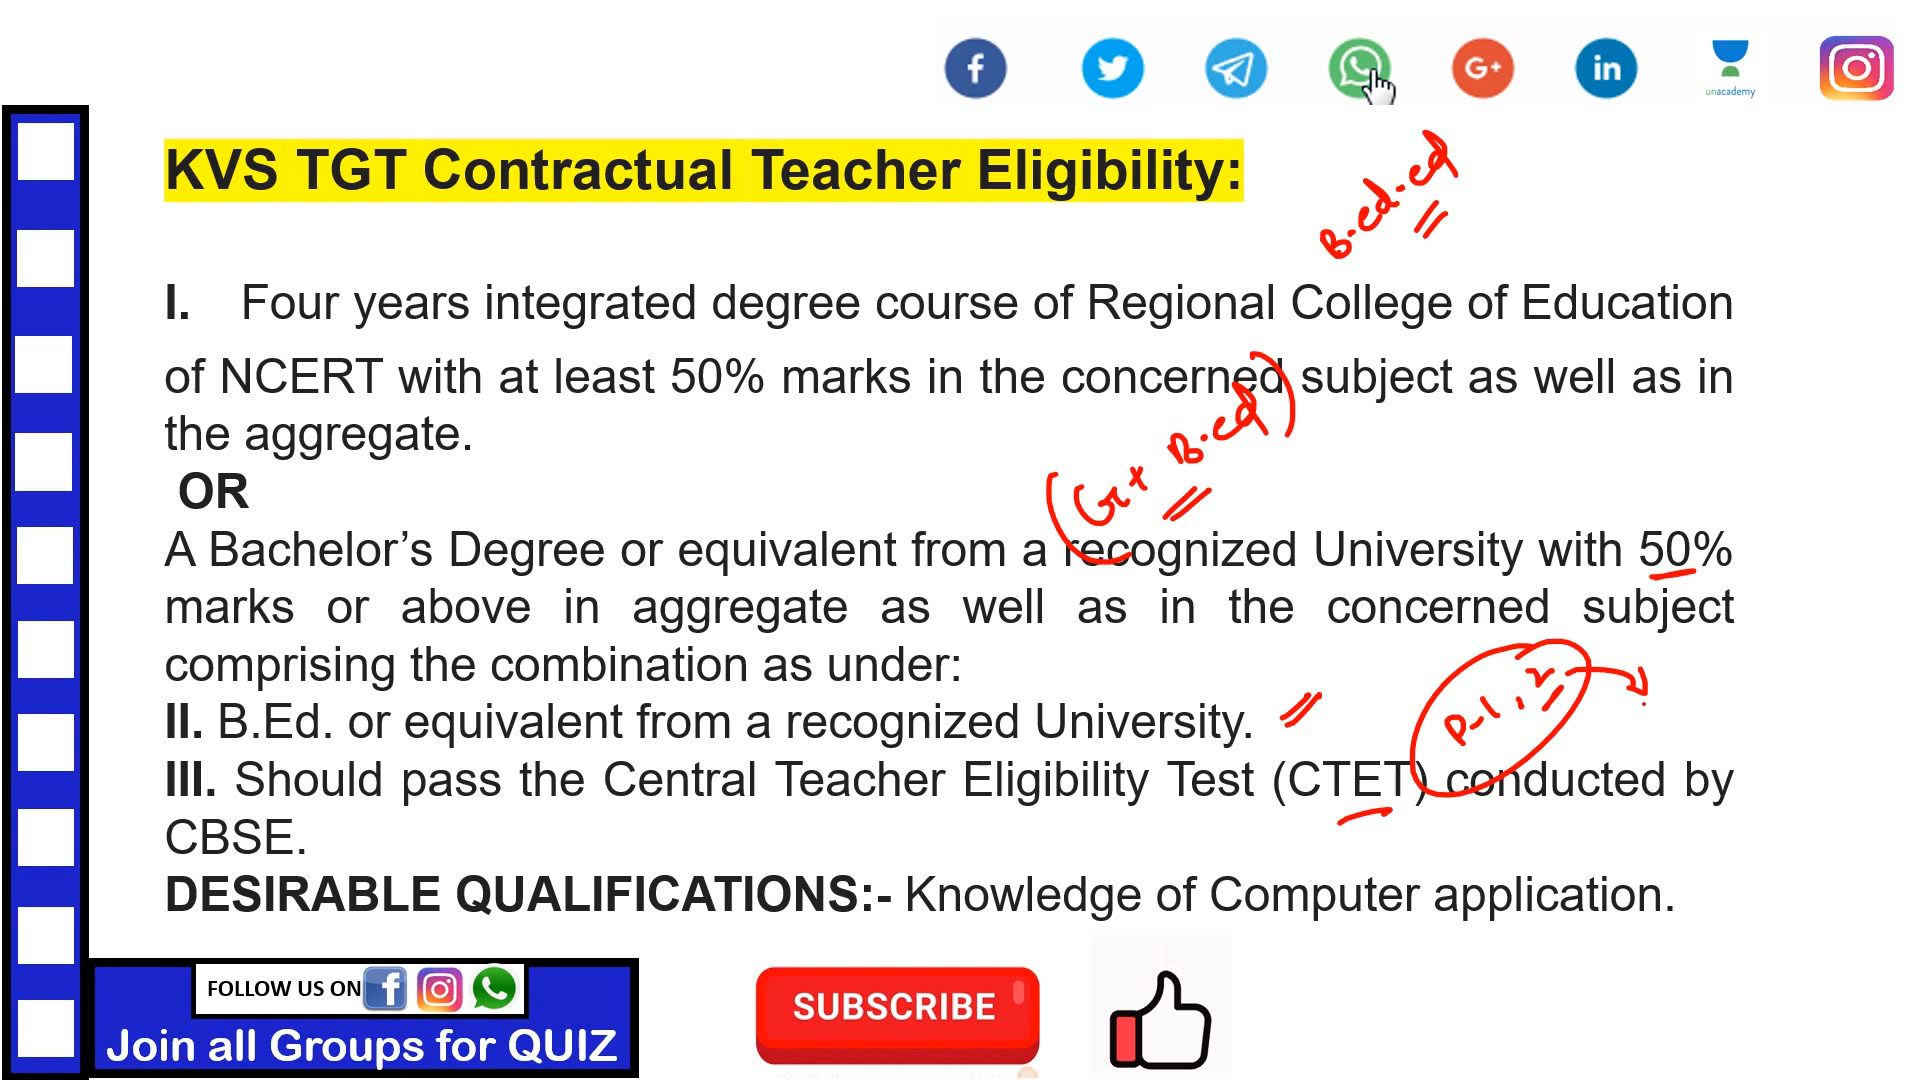 unacademy
KVS TGT Contractual Teacher Eligibility:
B.ed.ed
I. Four years integrated degree course of Regional College of Education
of NCERT with at least 50% marks in the concerned subject as well as in
the aggregate.
B.ed)
OR
A Bachelor’s Degree or equivalent from a recognized University with 50%
marks or above in aggregate as well as in the concerned subject
comprising the combination as under:
P-1, 2
II. B.Ed. or equivalent from a recognized University.
III. Should pass the Central Teacher Eligibility Test (CTET) conducted by
CBSE.
DESIRABLE QUALIFICATIONS:- Knowledge of Computer application.
FOLLOW US ON
SUBSCRIBE
Join all Groups for QUIZ